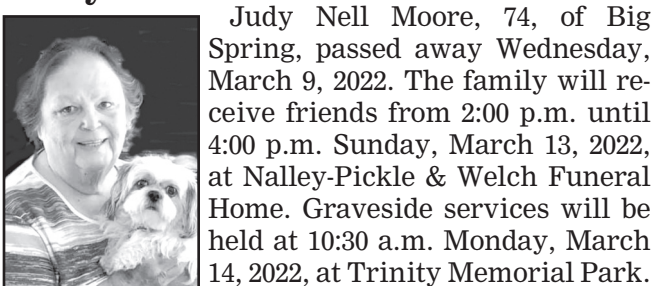 Judy Nell Moore, 74, of Big
Spring, passed away Wednesday,
March 9, 2022. The family will re-
ceive friends from 2:00 p.m. until
4:00 p.m. Sunday, March 13, 2022,
at Nalley-Pickle & Welch Funeral
Home. Graveside services will be
held at 10:30 a.m. Monday, March
14, 2022, at Trinity Memorial Park.